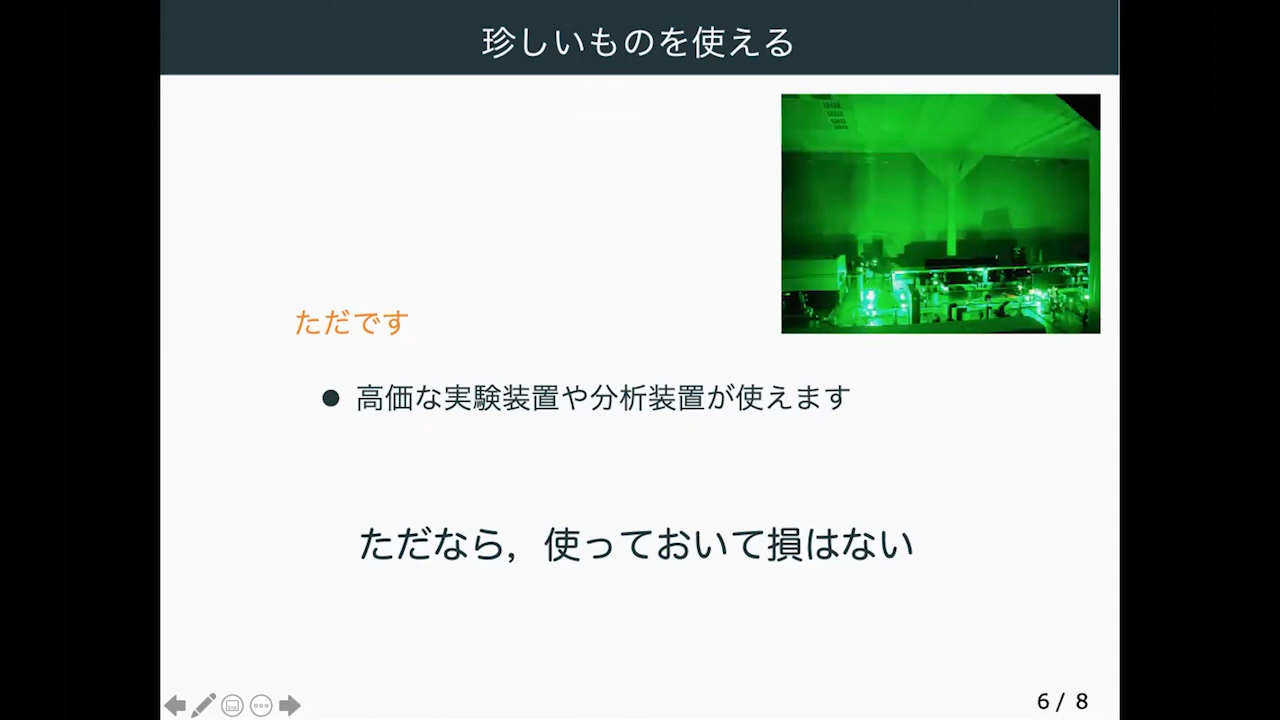 珍しいものを使える
ただです
● 高価な実験装置や分析装置が使えます
ただなら，使っておいて損はない
6 / 8